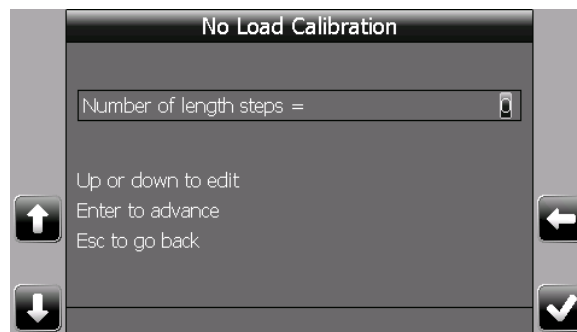 No Load Calibration
Number of length steps = 0
Up or down to edit
Enter to advance
Esc to go back